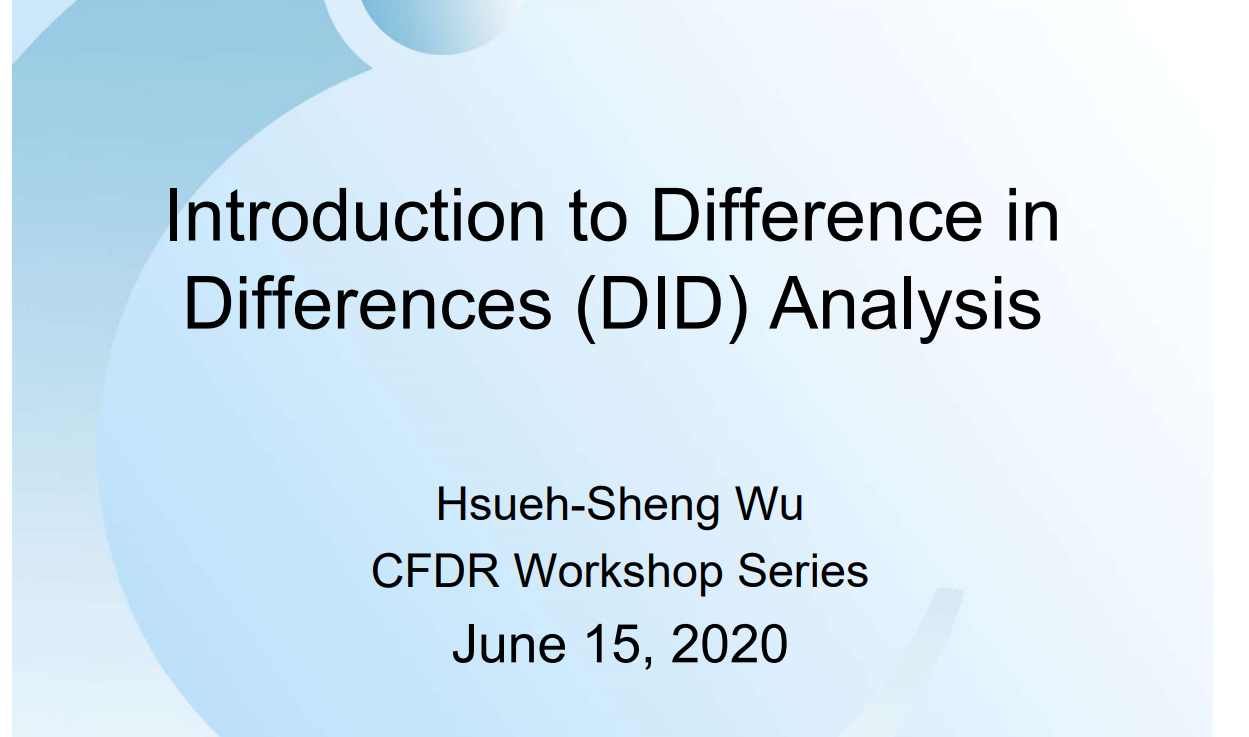 Introduction to Difference in
Differences (DID) Analysis
Hsueh-Sheng Wu
CFDR Workshop Series
June 15, 2020